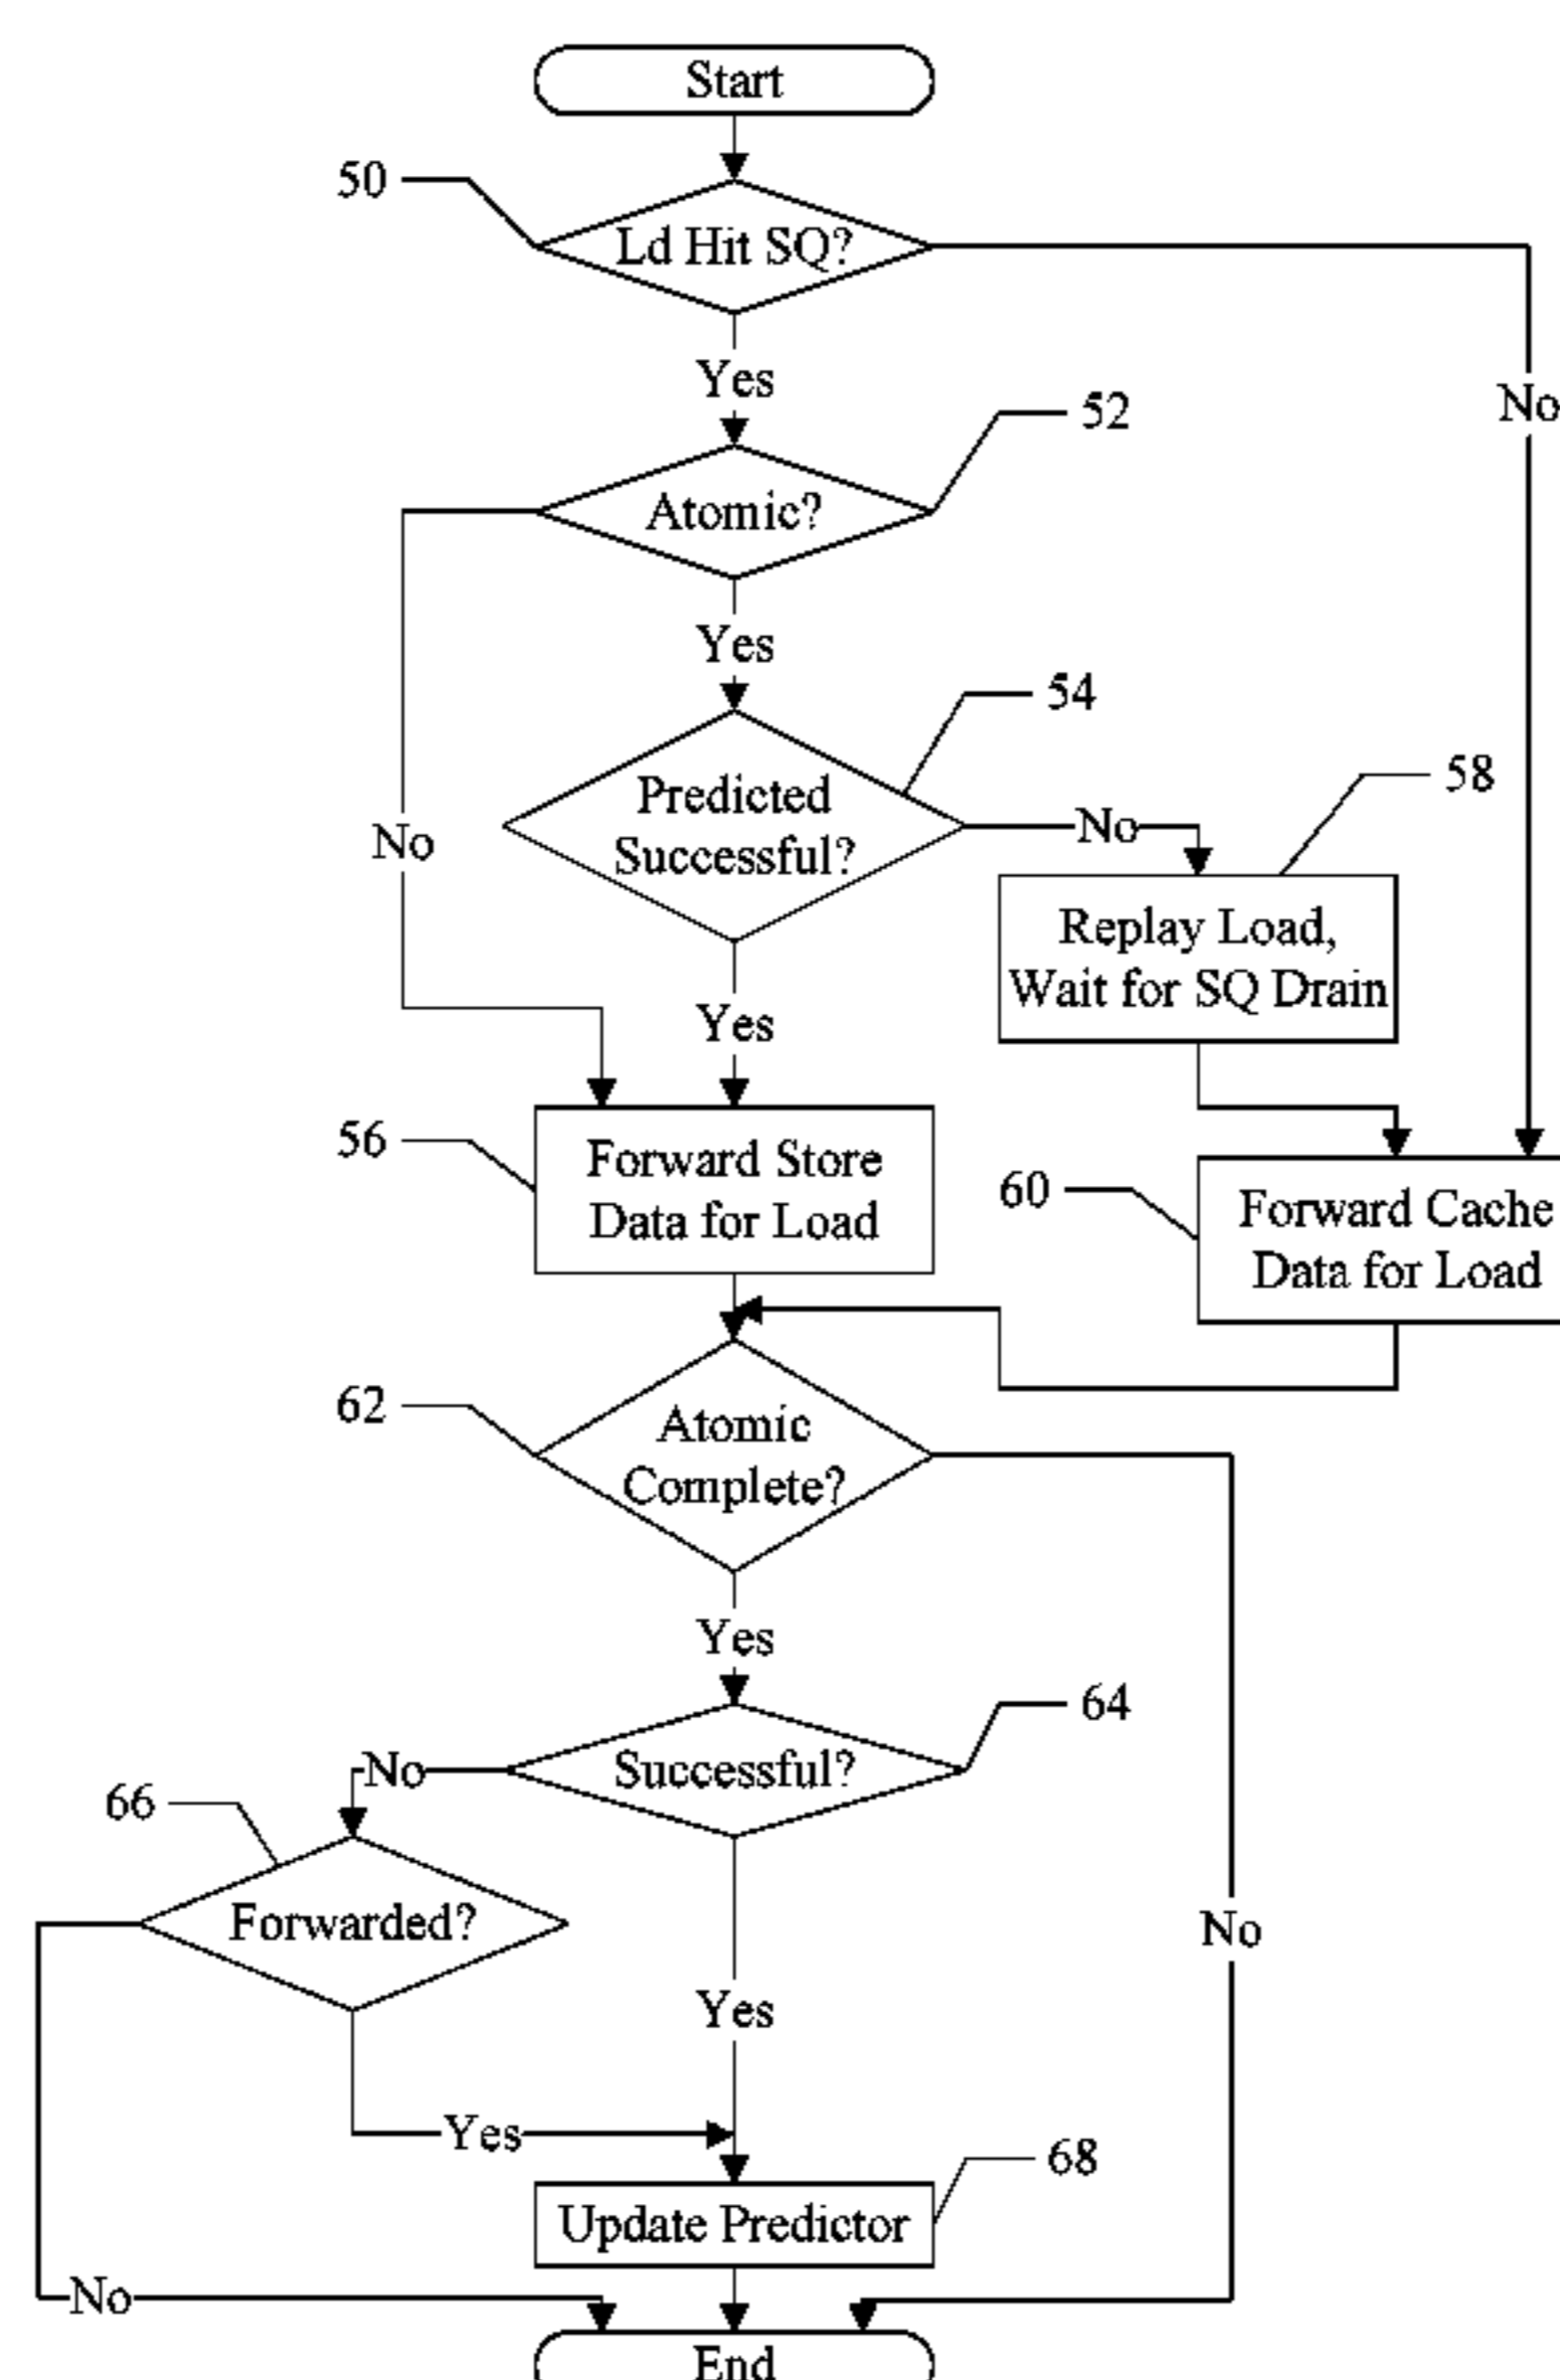 Start
50
Ld Hit SQ?
No
Yes
52
Atomic?
Yes
54
Predicted
Successful?
No
58
No
Replay Load,
Wait for SQ Drain
Yes
56
Forward Store
Data for Load
60
Forward Cache
Data for Load
62
Atomic
Complete?
Yes
64
Successful?
No
66
Forwarded?
No
Yes
Yes
68
Update Predictor
No
End